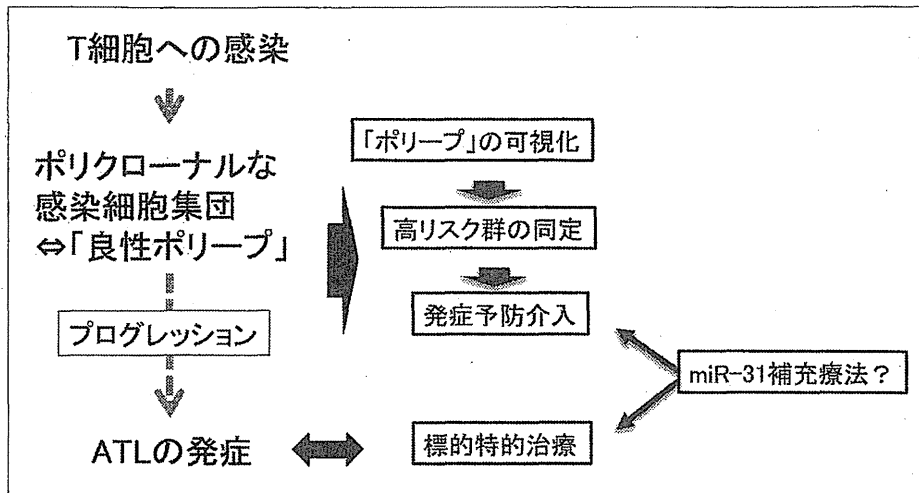 T細胞への感染
ポリクローナルな
感染細胞集団
⇔「良性ポリープ」
プログレッション
ATLの発症
「ポリープ」の可視化
高リスク群の同定
発症予防介入
標的特的治療
miR-31補充療法？